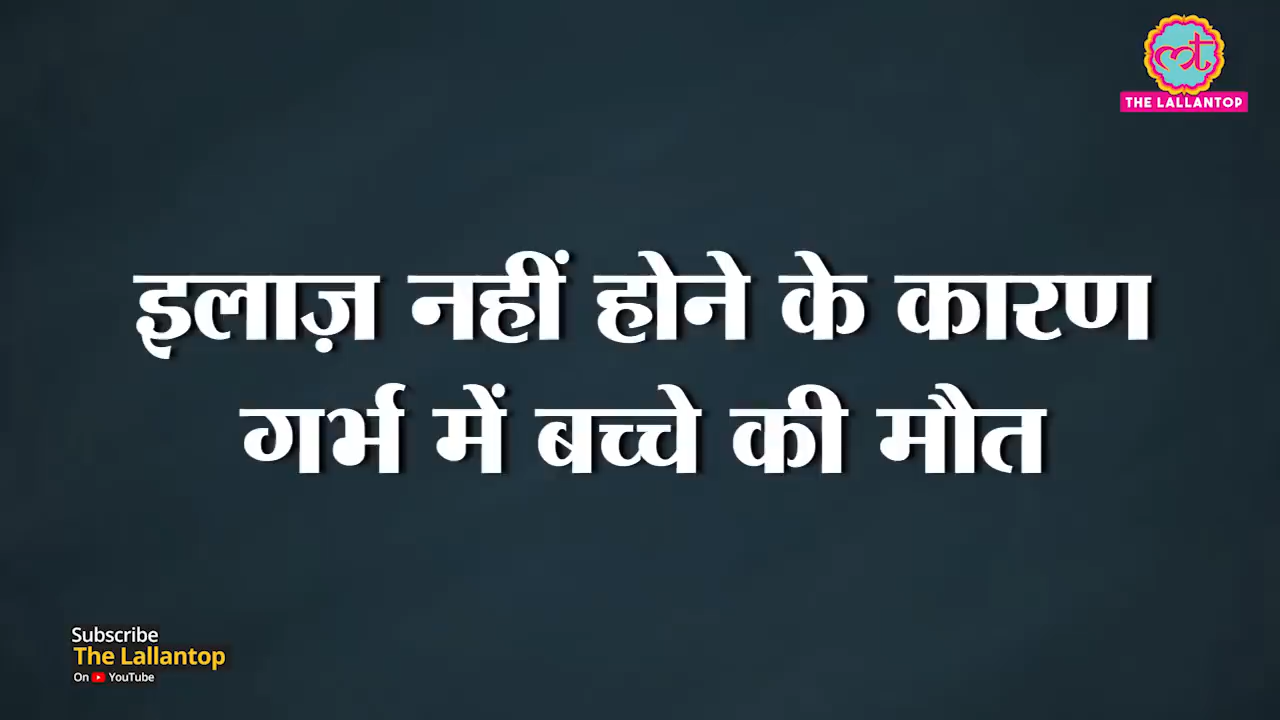 THE LALLANTOP
इलाज़ नहीं होने के कारण
गर्भ में बच्चे की मौत
Subscribe
The Lallantop
On YouTube